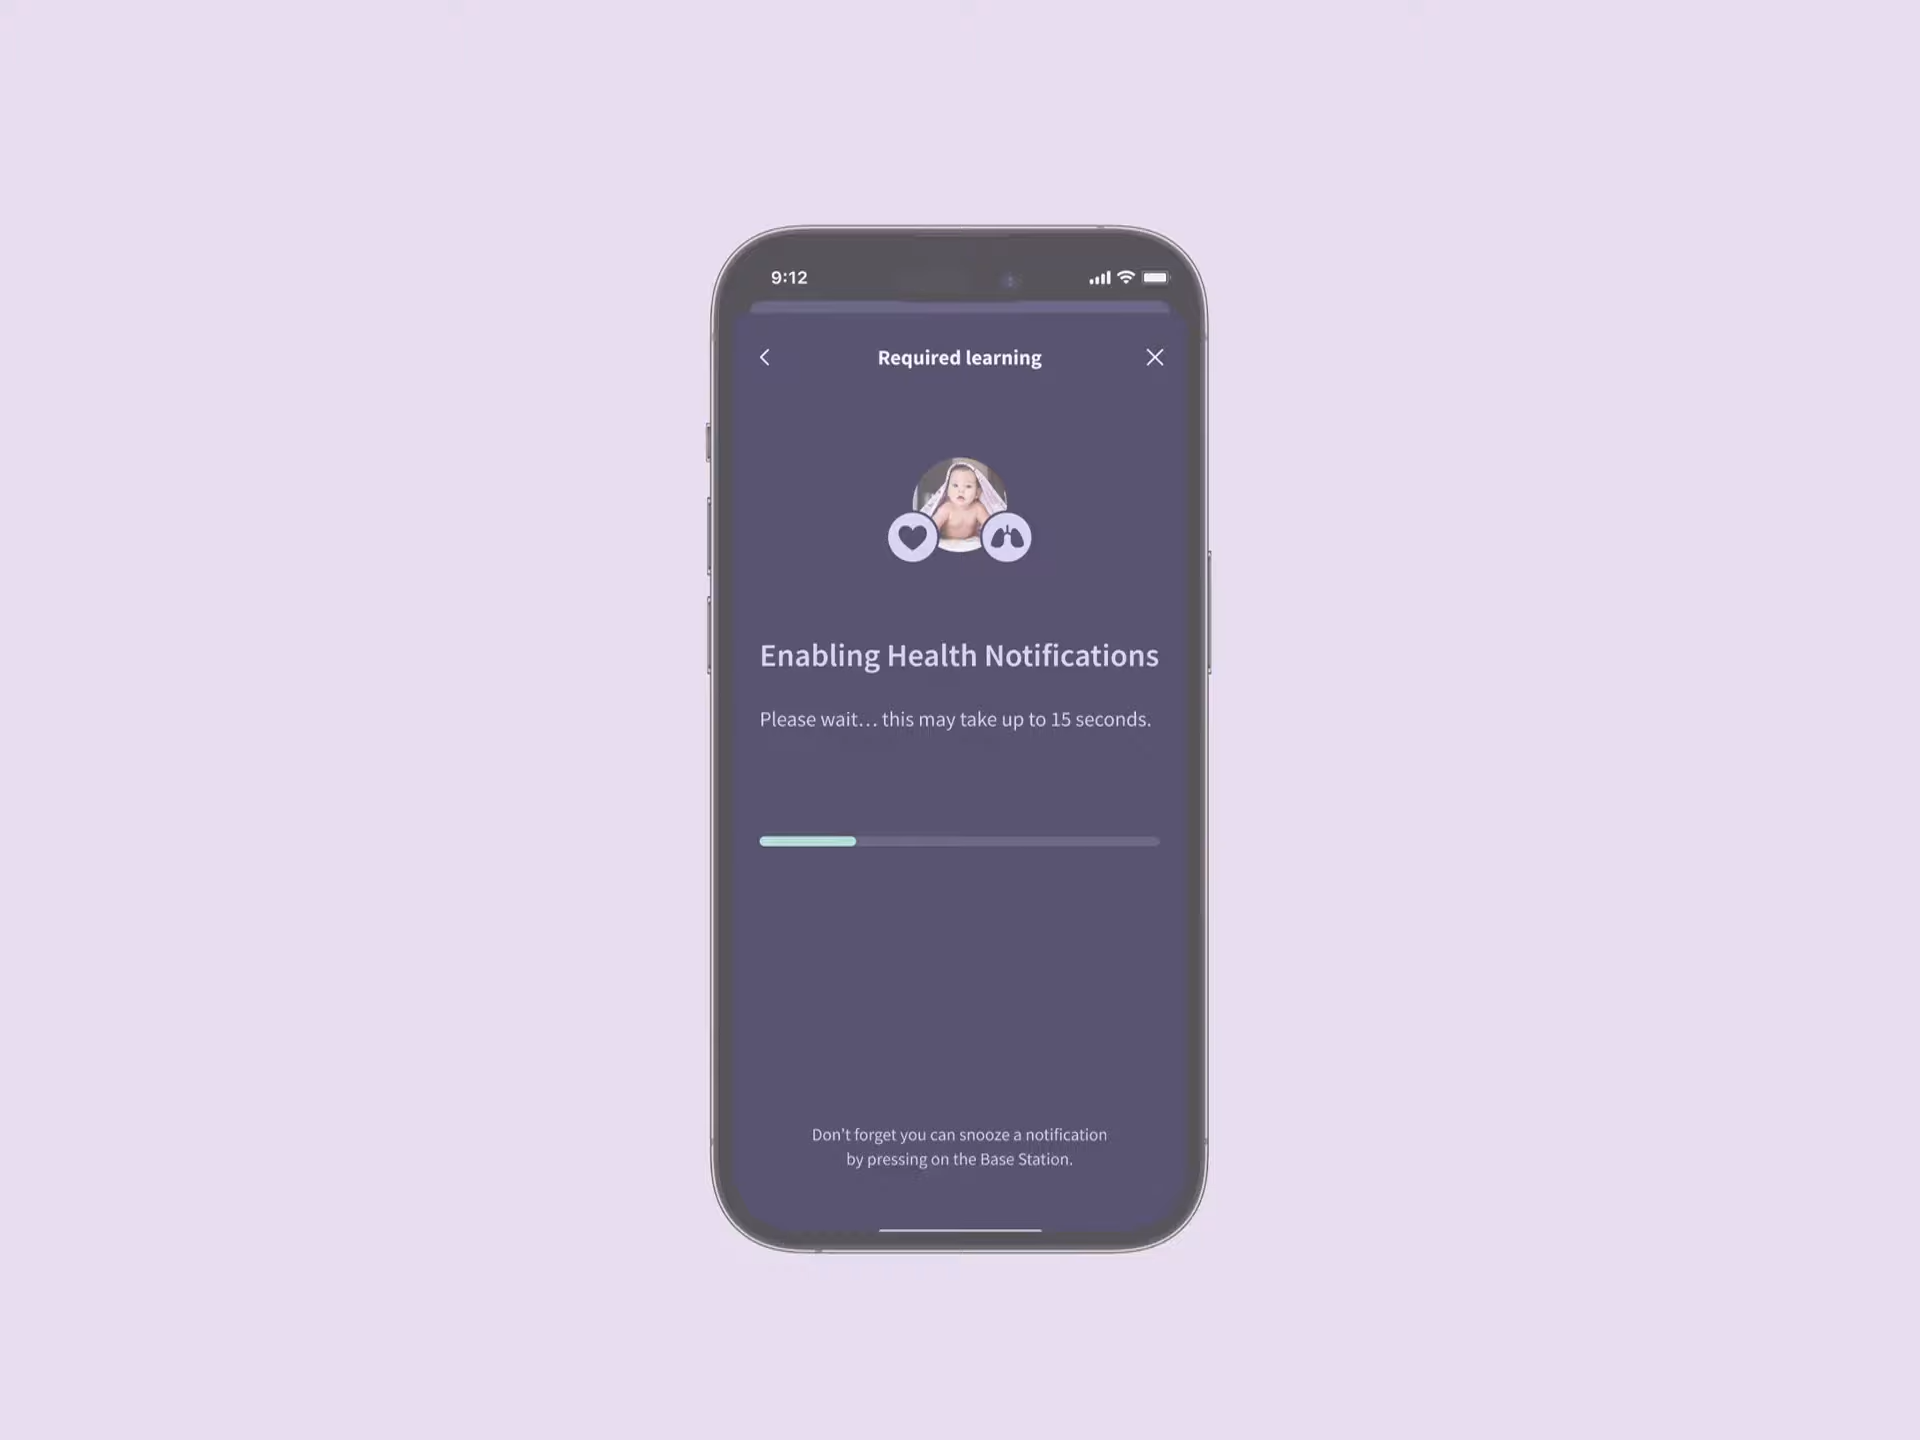 9:12
Required learning
Enabling Health Notifications
Please wait… this may take up to 15 seconds.
Don’t forget you can snooze a notification
by pressing on the Base Station.